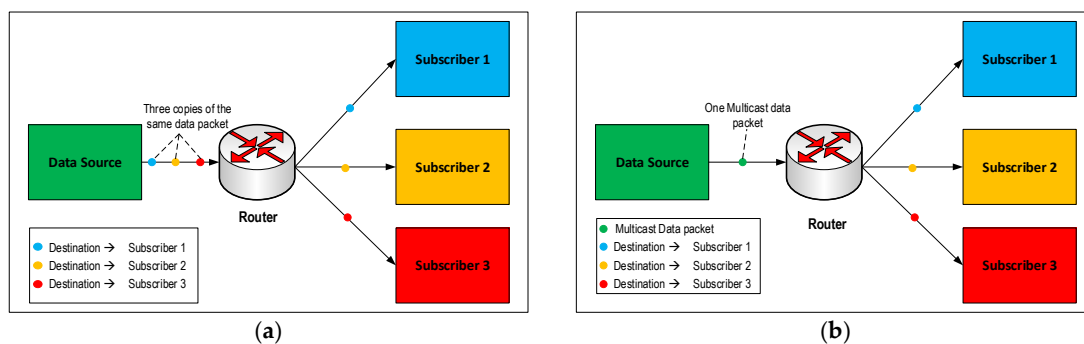 Three copies of the
same data packet
Data Source
Router
Subscriber 1
Subscriber 2
Subscriber 3
Destination → Subscriber 1
Destination → Subscriber 2
Destination → Subscriber 3
(a)
One Multicast data
packet
Data Source
Router
Subscriber 1
Subscriber 2
Subscriber 3
Multicast Data packet
Destination → Subscriber 1
Destination → Subscriber 2
Destination → Subscriber 3
(b)